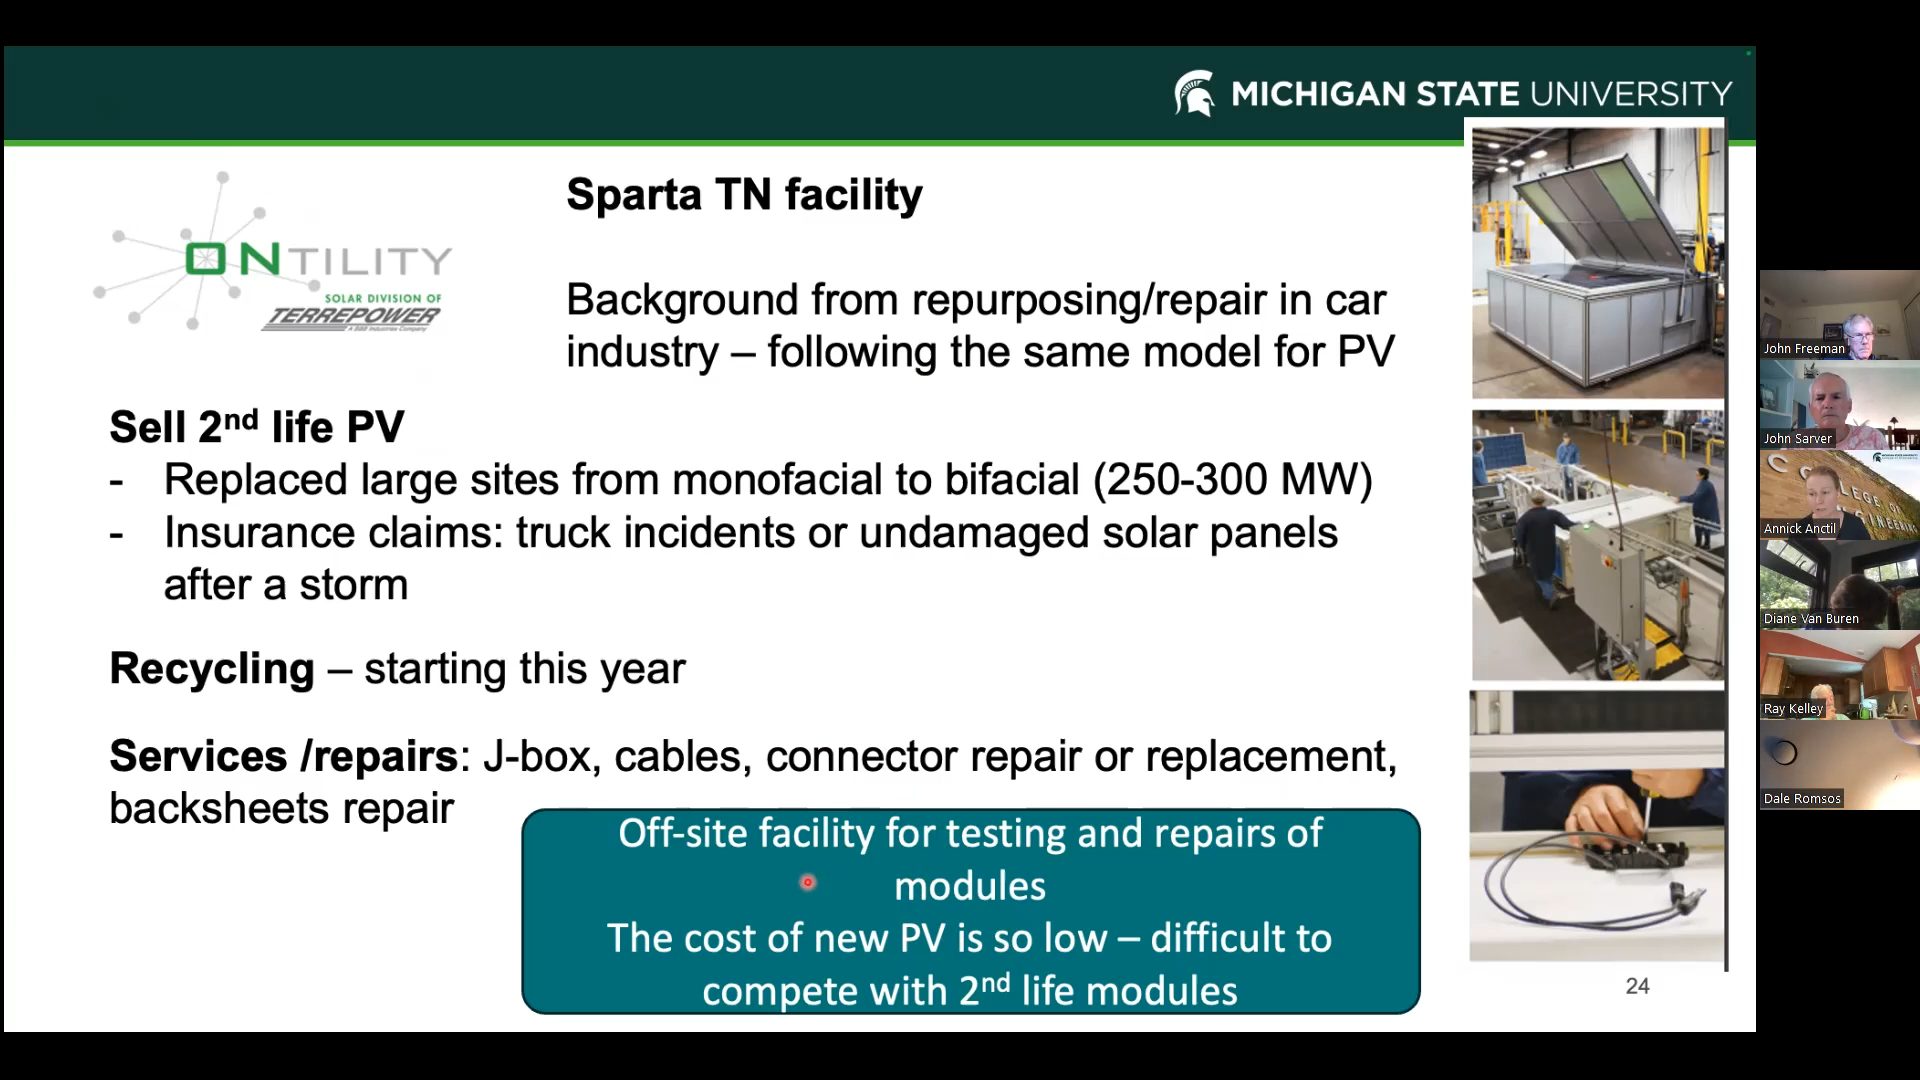 MICHIGAN STATE UNIVERSITY
ONTILITY
SOLAR DIVISION OF
TERREPOWER
Sparta TN facility
Background from repurposing/repair in car
industry – following the same model for PV
Sell 2nd life PV
- Replaced large sites from monofacial to bifacial (250-300 MW)
- Insurance claims: truck incidents or undamaged solar panels
after a storm
Recycling – starting this year
Services /repairs: J-box, cables, connector repair or replacement,
backsheets repair
Off-site facility for testing and repairs of
modules
The cost of new PV is so low – difficult to
compete with 2nd life modules
24
John Freeman
John Sarver
Annick Anctil
Diane Van Buren
Ray Kelley
Dale Romsos